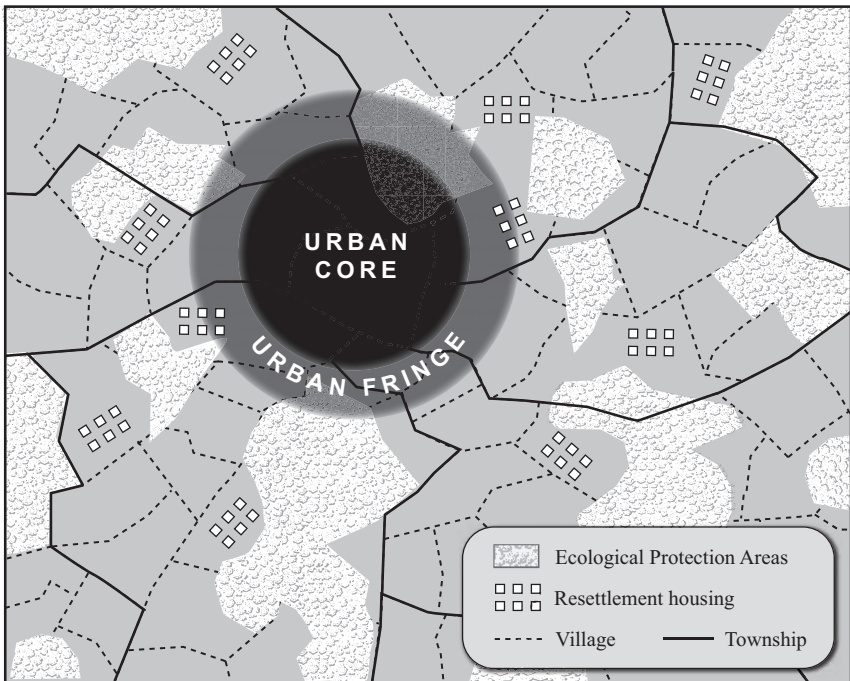 URBAN
CORE
URBAN FRINGE
Ecological Protection Areas
Resettlement housing
Village
Township